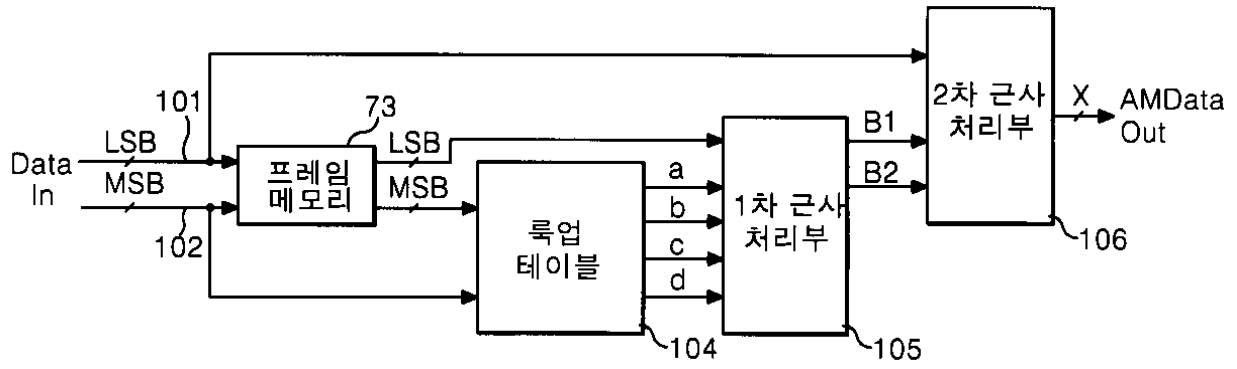 2차 근사
처리부
X
AMData
Out
106
101
73
LSB
LSB
Data
In
MSB
MSB
프레임
메모리
102
룩업
테이블
104
a
b
c
d
1차 근사
처리부
105
B1
B2